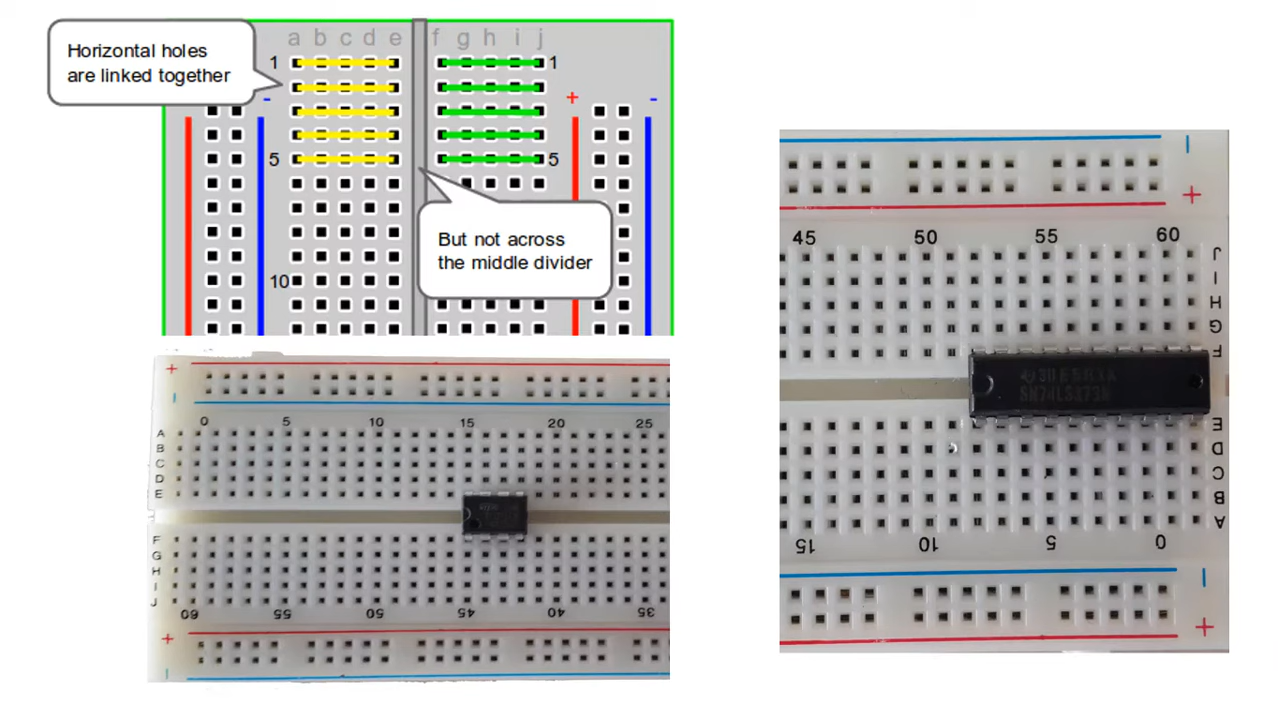 Horizontal holes
are linked together
a b c d e f g h i j
1 1
- + -
5 5
But not across
the middle divider
10
+
-
0 5 10 15 20 25
A
B
C
D
E
F
G
H
I
J
60 55 50 45 40 35
+
-
-
+
45 50 55 60
J
I
H
G
F
SN74LS373N
E
D
C
B
A
15 10 5 0
-
+